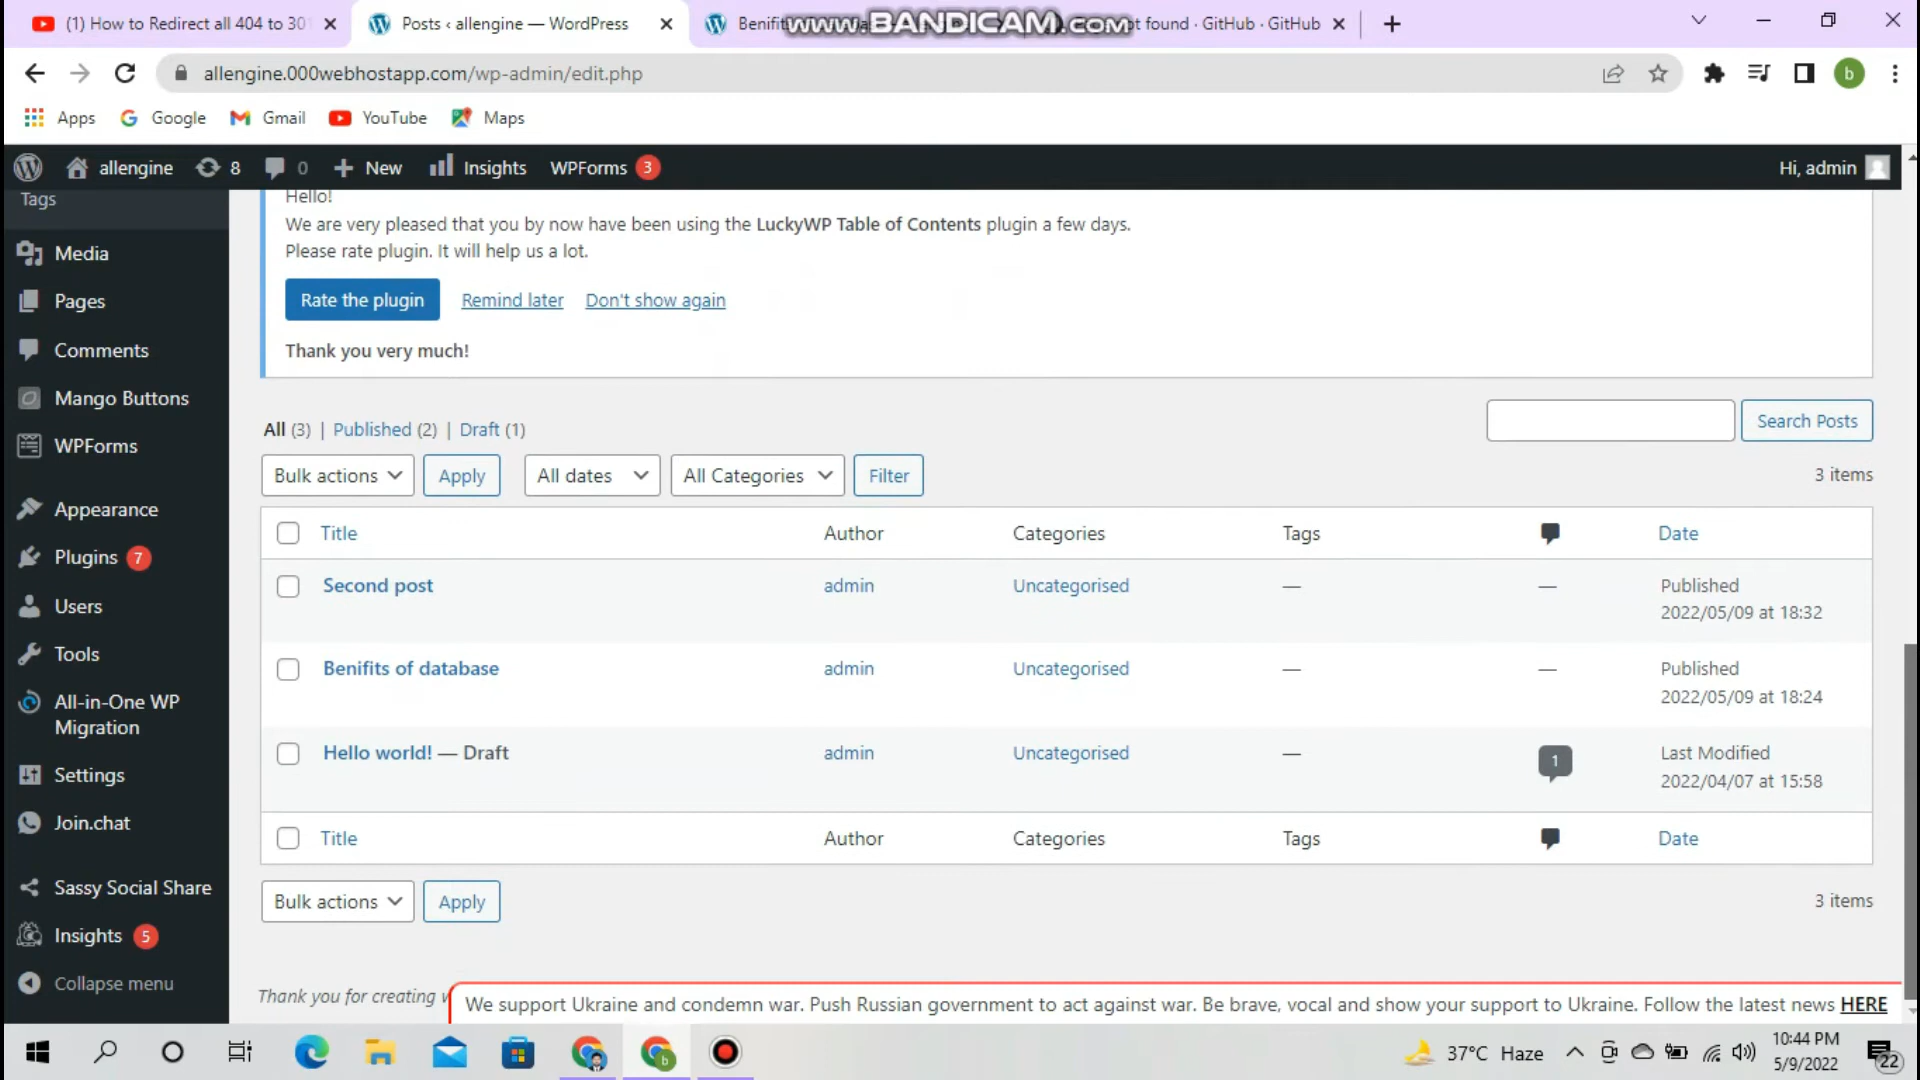 (1) How to Redirect all 404 to 301
Posts ‹ allengine — WordPress
Benifits
www.BANDICAM.com
t found · GitHub · GitHub
allengine.000webhostapp.com/wp-admin/edit.php
b
Apps
Google
Gmail
YouTube
Maps
allengine
8
0
New
Insights
WPForms
3
Hi, admin
Tags
Media
Pages
Comments
Mango Buttons
WPForms
Appearance
Plugins 7
Users
Tools
All-in-One WP
Migration
Settings
Join.chat
Sassy Social Share
Insights 5
Collapse menu
Hello!
We are very pleased that you by now have been using the LuckyWP Table of Contents plugin a few days.
Please rate plugin. It will help us a lot.
Rate the plugin Remind later Don't show again
Thank you very much!
All (3) | Published (2) | Draft (1)
Search Posts
Bulk actions Apply All dates All Categories Filter
3 items
Title Author Categories Tags Date
Second post admin Uncategorised — — Published
2022/05/09 at 18:32
Benifits of database admin Uncategorised — — Published
2022/05/09 at 18:24
Hello world! — Draft admin Uncategorised — 1 Last Modified
2022/04/07 at 15:58
Title Author Categories Tags Date
Bulk actions Apply
3 items
Thank you for creating
We support Ukraine and condemn war. Push Russian government to act against war. Be brave, vocal and show your support to Ukraine. Follow the latest news HERE
b
37°C Haze
10:44 PM
5/9/2022
22